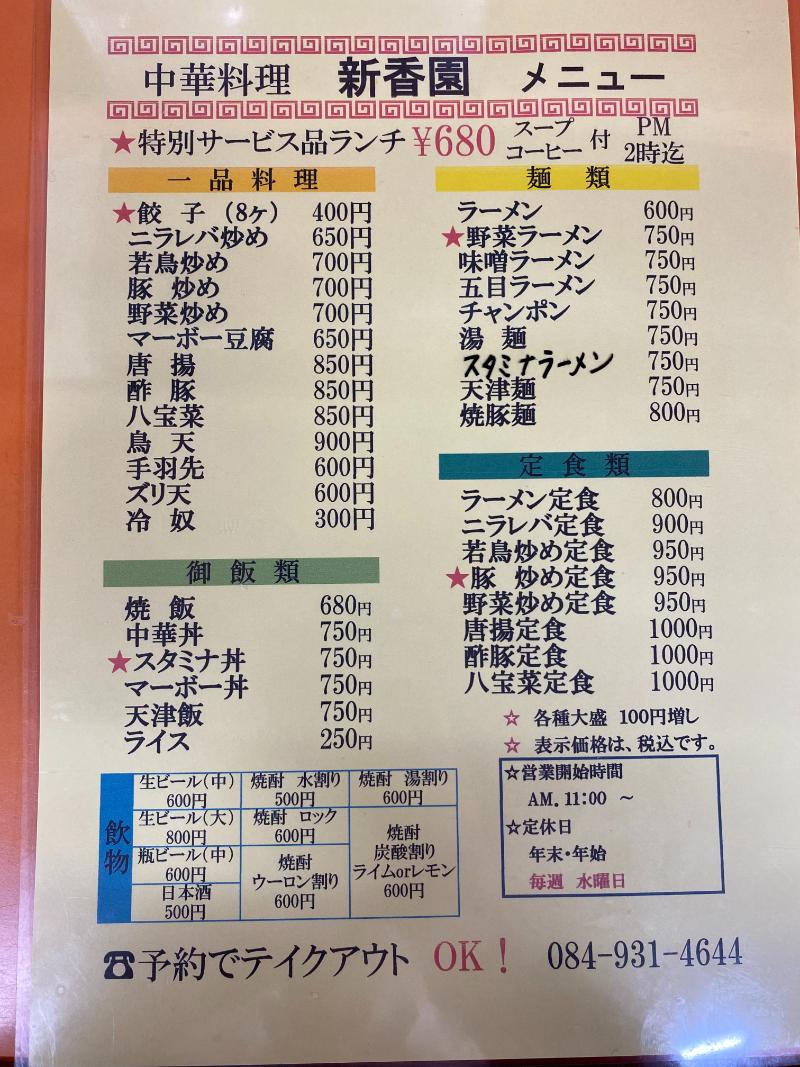 中華料理 新香園 メニュー
★特別サービス品ランチ ¥680 スープ コーヒー 付 PM 2時迄
一品料理
★餃子 (8ヶ) 400円
ニラレバ炒め 650円
若鳥炒め 700円
豚 炒め 700円
野菜炒め 700円
マーボー豆腐 650円
唐 揚 850円
酢 豚 850円
八宝菜 850円
鳥 天 900円
手羽先 600円
ズリ天 600円
冷 奴 300円
御飯類
焼 飯 680円
中華丼 750円
★スタミナ丼 750円
マーボー丼 750円
天津飯 750円
ライス 250円
麺 類
ラーメン 600円
★野菜ラーメン 750円
味噌ラーメン 750円
五目ラーメン 750円
チャンポン 750円
湯 麺 750円
スタミナラーメン 750円
天津麺 750円
焼豚麺 800円
定食類
ラーメン定食 800円
ニラレバ定食 900円
若鳥炒め定食 950円
★豚 炒め定食 950円
野菜炒め定食 950円
唐揚定食 1000円
酢豚定食 1000円
八宝菜定食 1000円
☆ 各種大盛 100円増し
☆ 表示価格は、税込です。
飲物
生ビール(中)
600円
生ビール(大)
800円
瓶ビール(中)
600円
日本酒
500円
焼酎 水割り
500円
焼酎 ロック
600円
焼酎
ウーロン割り
600円
焼酎 湯割り
600円
焼酎
炭酸割り
ライムorレモン
600円
☆営業開始時間
AM. 11:00 ～
☆定休日
年末・年始
毎週 水曜日
☎予約でテイクアウト OK! 084-931-4644